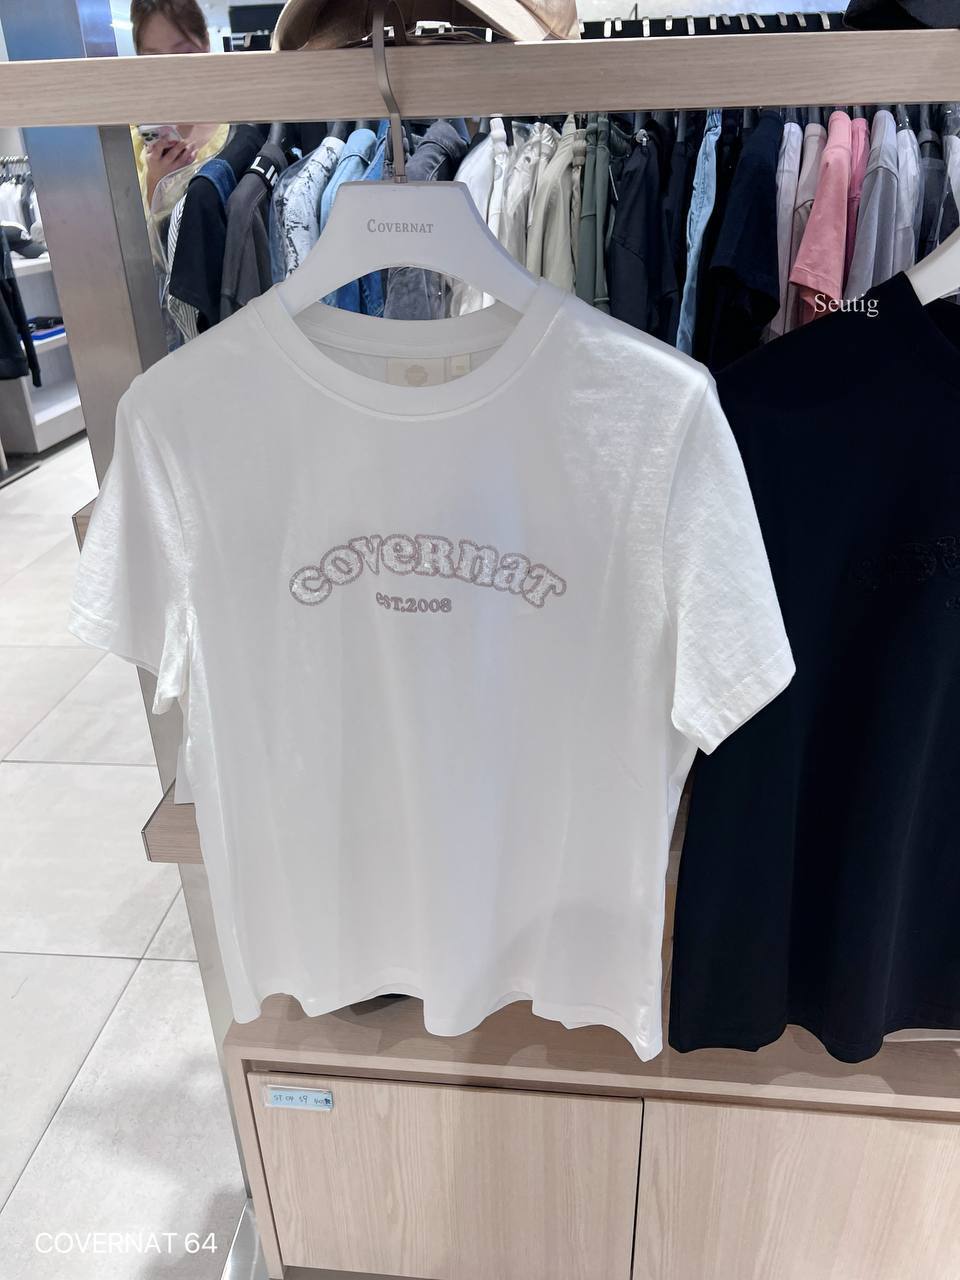 COVERNAT
Seutig
COVERNAT
EST.2008
COVERNAT 64